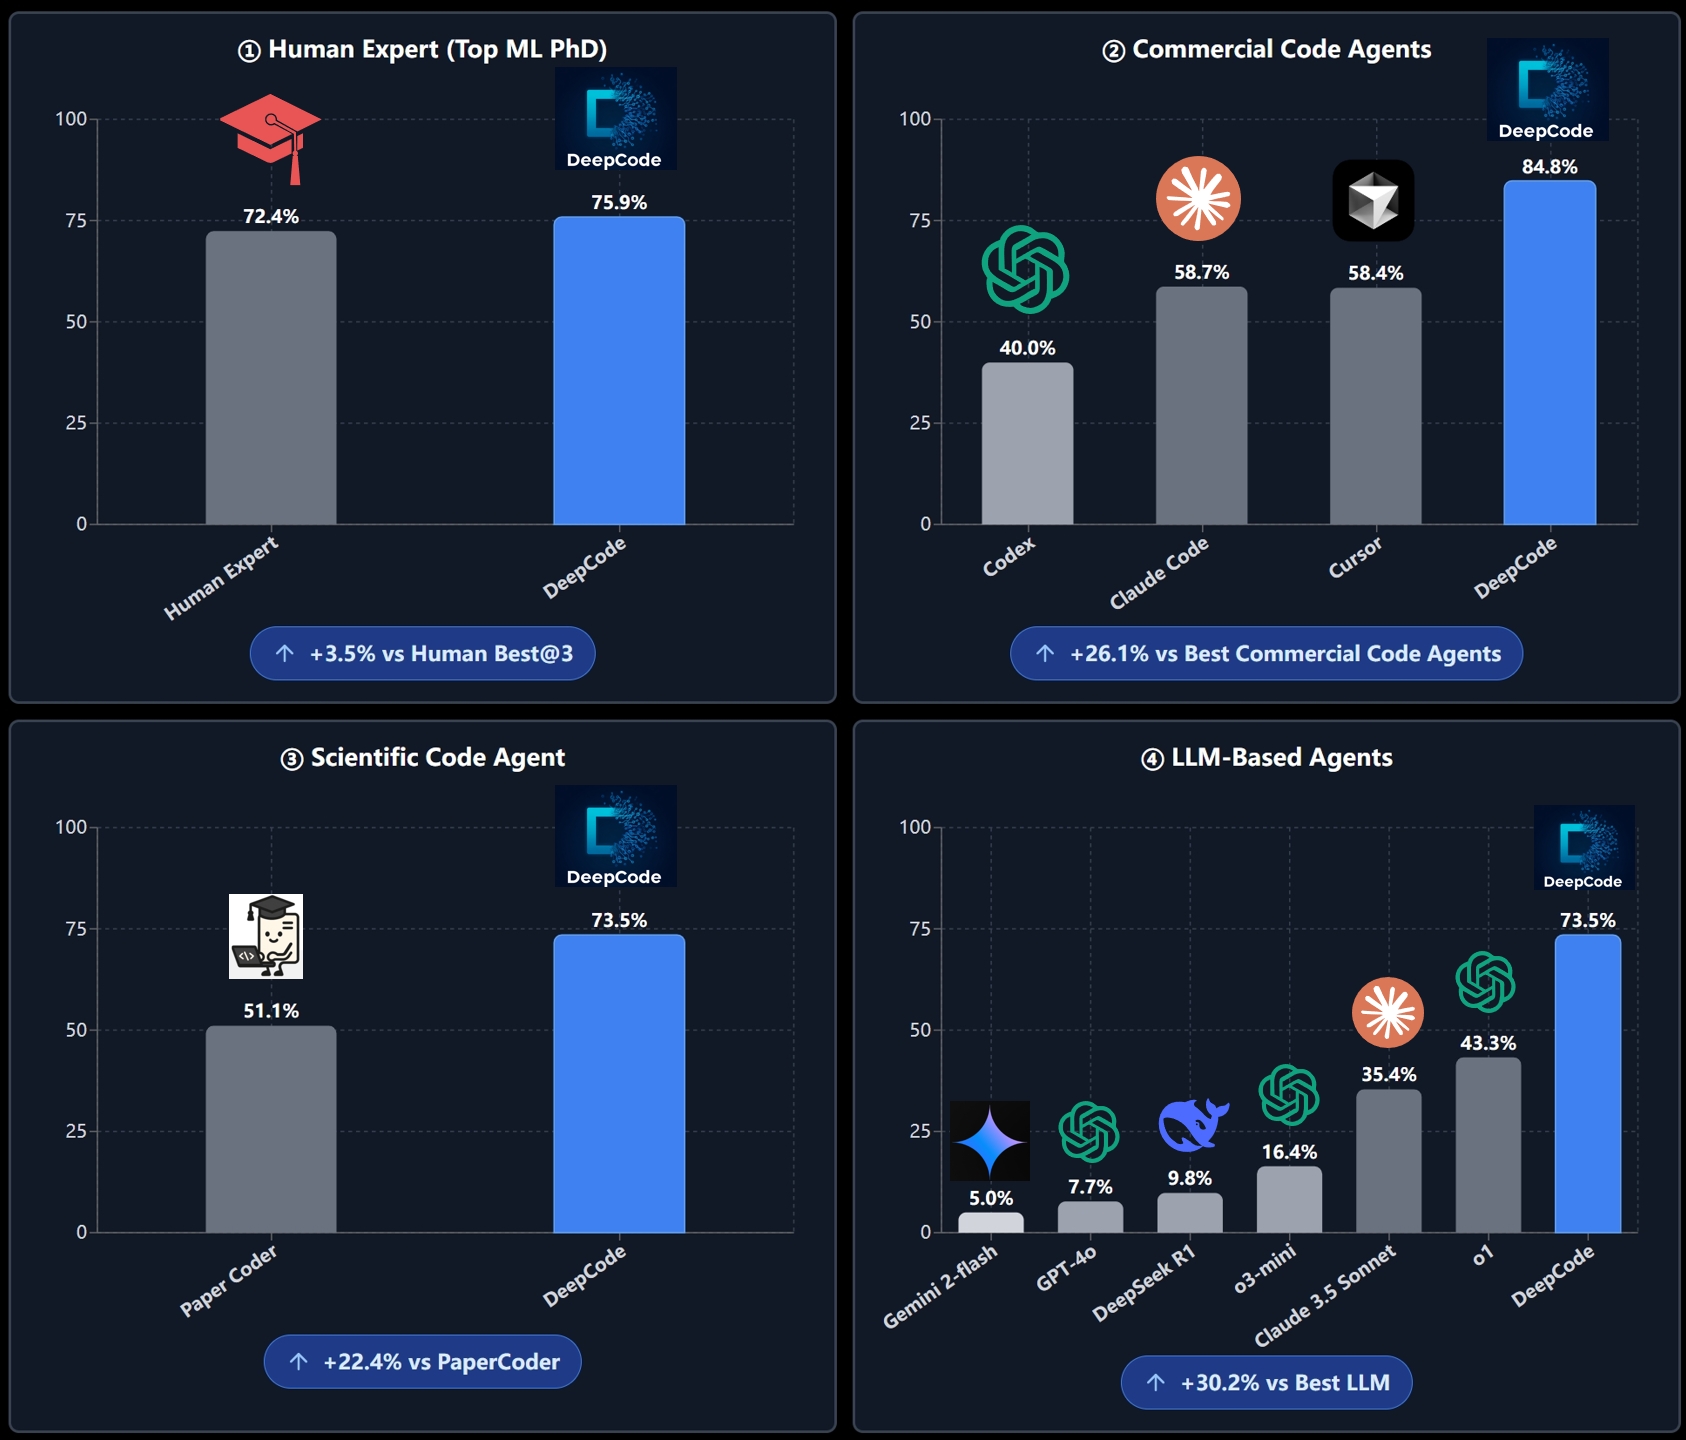 ① Human Expert (Top ML PhD)
DeepCode
100
75
50
25
0
72.4%
75.9%
Human Expert
DeepCode
↑ +3.5% vs Human Best@3
② Commercial Code Agents
DeepCode
100
75
50
25
0
40.0%
58.7%
58.4%
84.8%
Codex
Claude Code
Cursor
DeepCode
↑ +26.1% vs Best Commercial Code Agents
③ Scientific Code Agent
DeepCode
100
75
50
25
0
</>
51.1%
73.5%
Paper Coder
DeepCode
↑ +22.4% vs PaperCoder
④ LLM-Based Agents
DeepCode
100
75
50
25
0
5.0%
7.7%
9.8%
16.4%
35.4%
43.3%
73.5%
Gemini 2-flash
GPT-4o
DeepSeek R1
o3-mini
Claude 3.5 Sonnet
o1
DeepCode
↑ +30.2% vs Best LLM